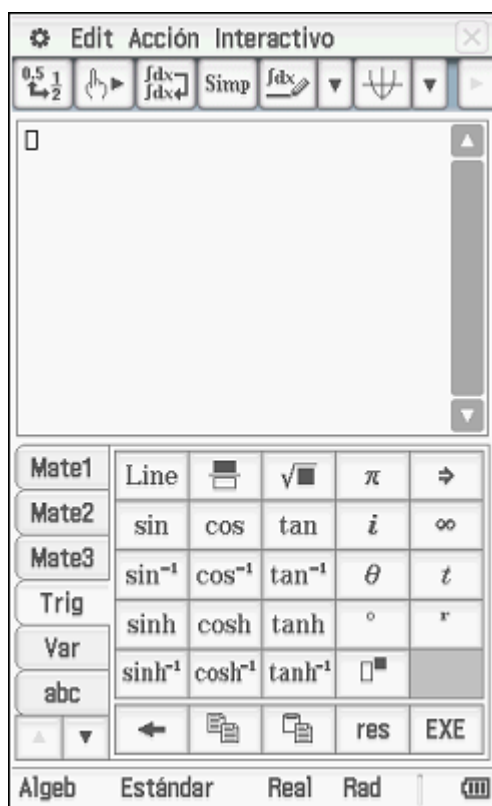 Edit Acción Interactivo
0.5 1/2 ∫dx ∫dx Simp ∫dx
Mate1 Line √■ π ⇒
Mate2 sin cos tan i ∞
Mate3 sin⁻¹ cos⁻¹ tan⁻¹ θ t
Trig sinh cosh tanh ° r
Var sinh⁻¹ cosh⁻¹ tanh⁻¹ □■
abc
← res EXE
Algeb Estándar Real Rad